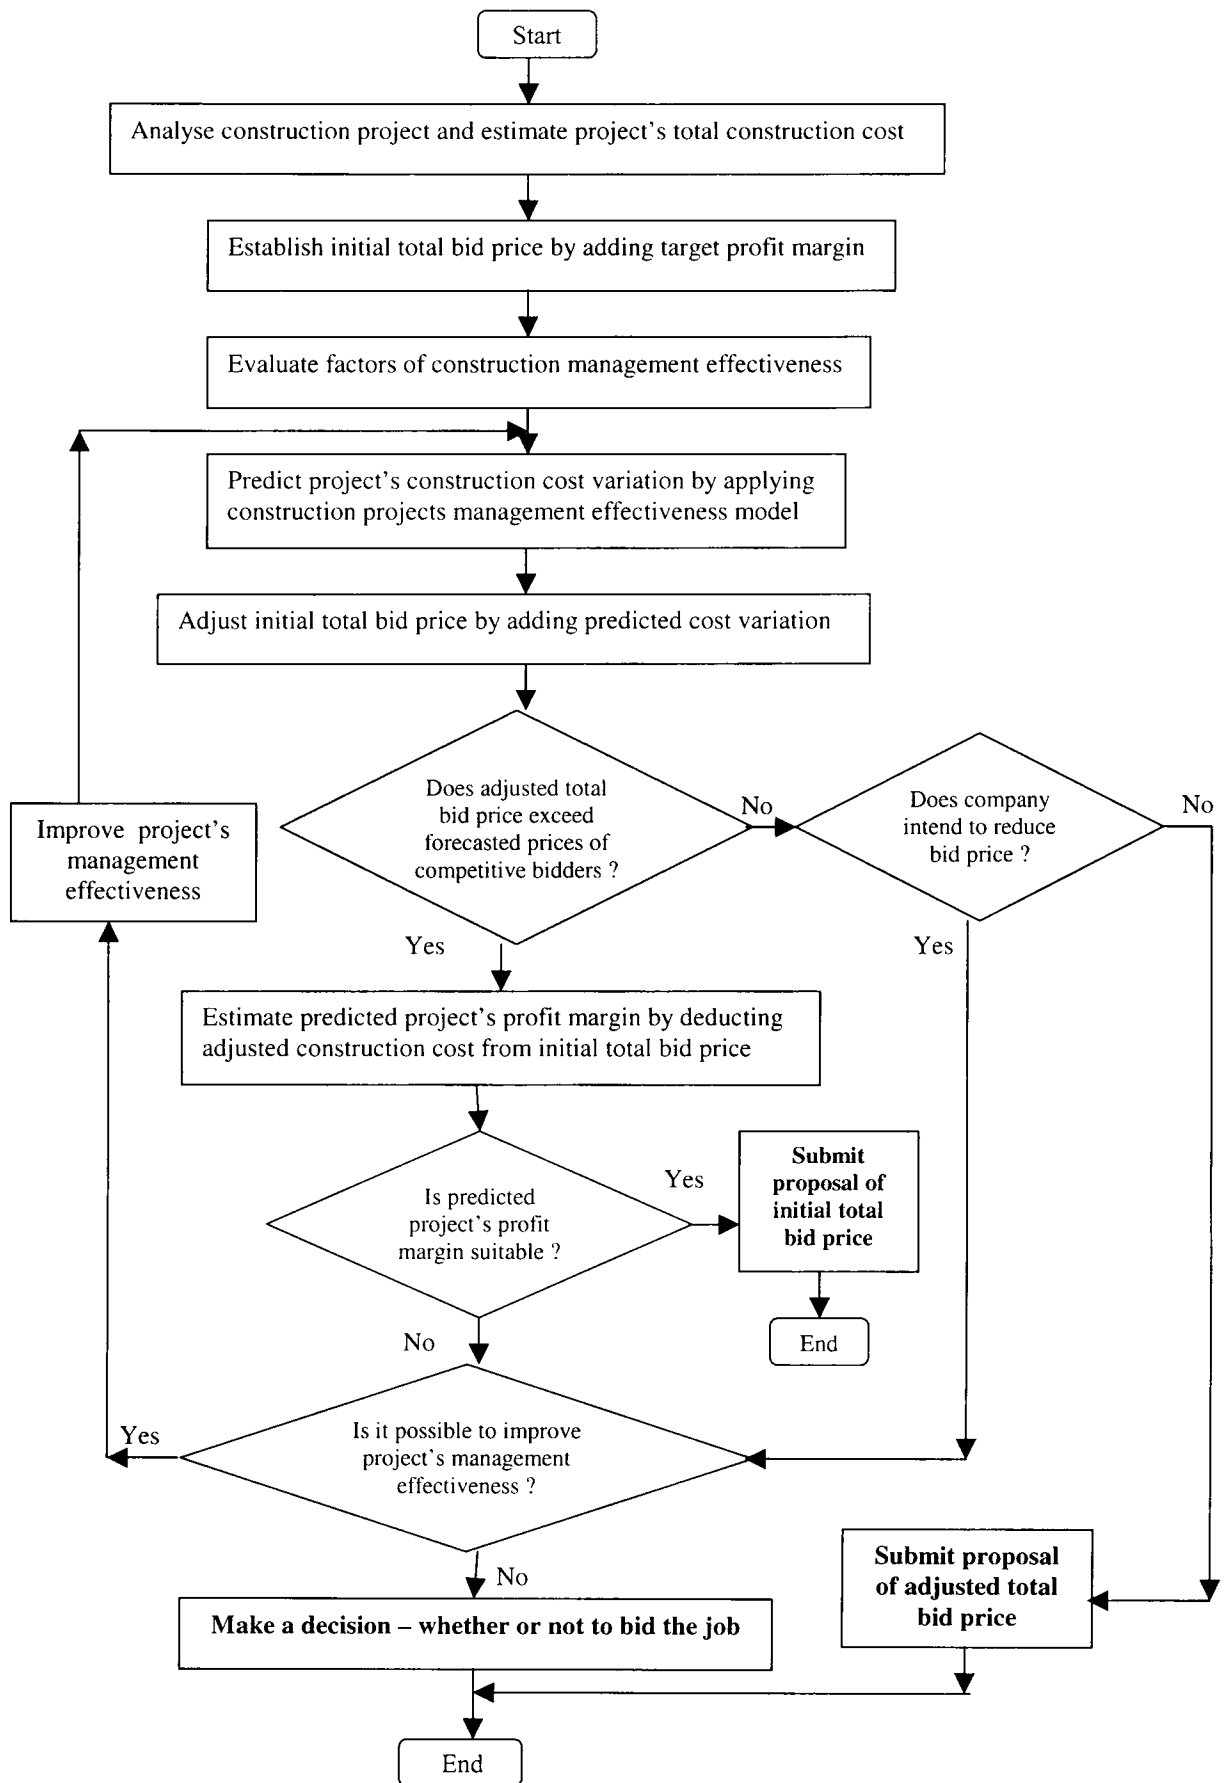 Start
Analyse construction project and estimate project's total construction cost
Establish initial total bid price by adding target profit margin
Evaluate factors of construction management effectiveness
Predict project's construction cost variation by applying
construction projects management effectiveness model
Adjust initial total bid price by adding predicted cost variation
Does adjusted total
bid price exceed
forecasted prices of
competitive bidders ?
No
Does company
intend to reduce
bid price ?
No
Improve project's
management
effectiveness
Yes
Yes
Estimate predicted project's profit margin by deducting
adjusted construction cost from initial total bid price
Is predicted
project's profit
margin suitable ?
Yes
Submit
proposal of
initial total
bid price
End
No
Is it possible to improve
project's management
effectiveness ?
Yes
No
Make a decision – whether or not to bid the job
Submit proposal
of adjusted total
bid price
End